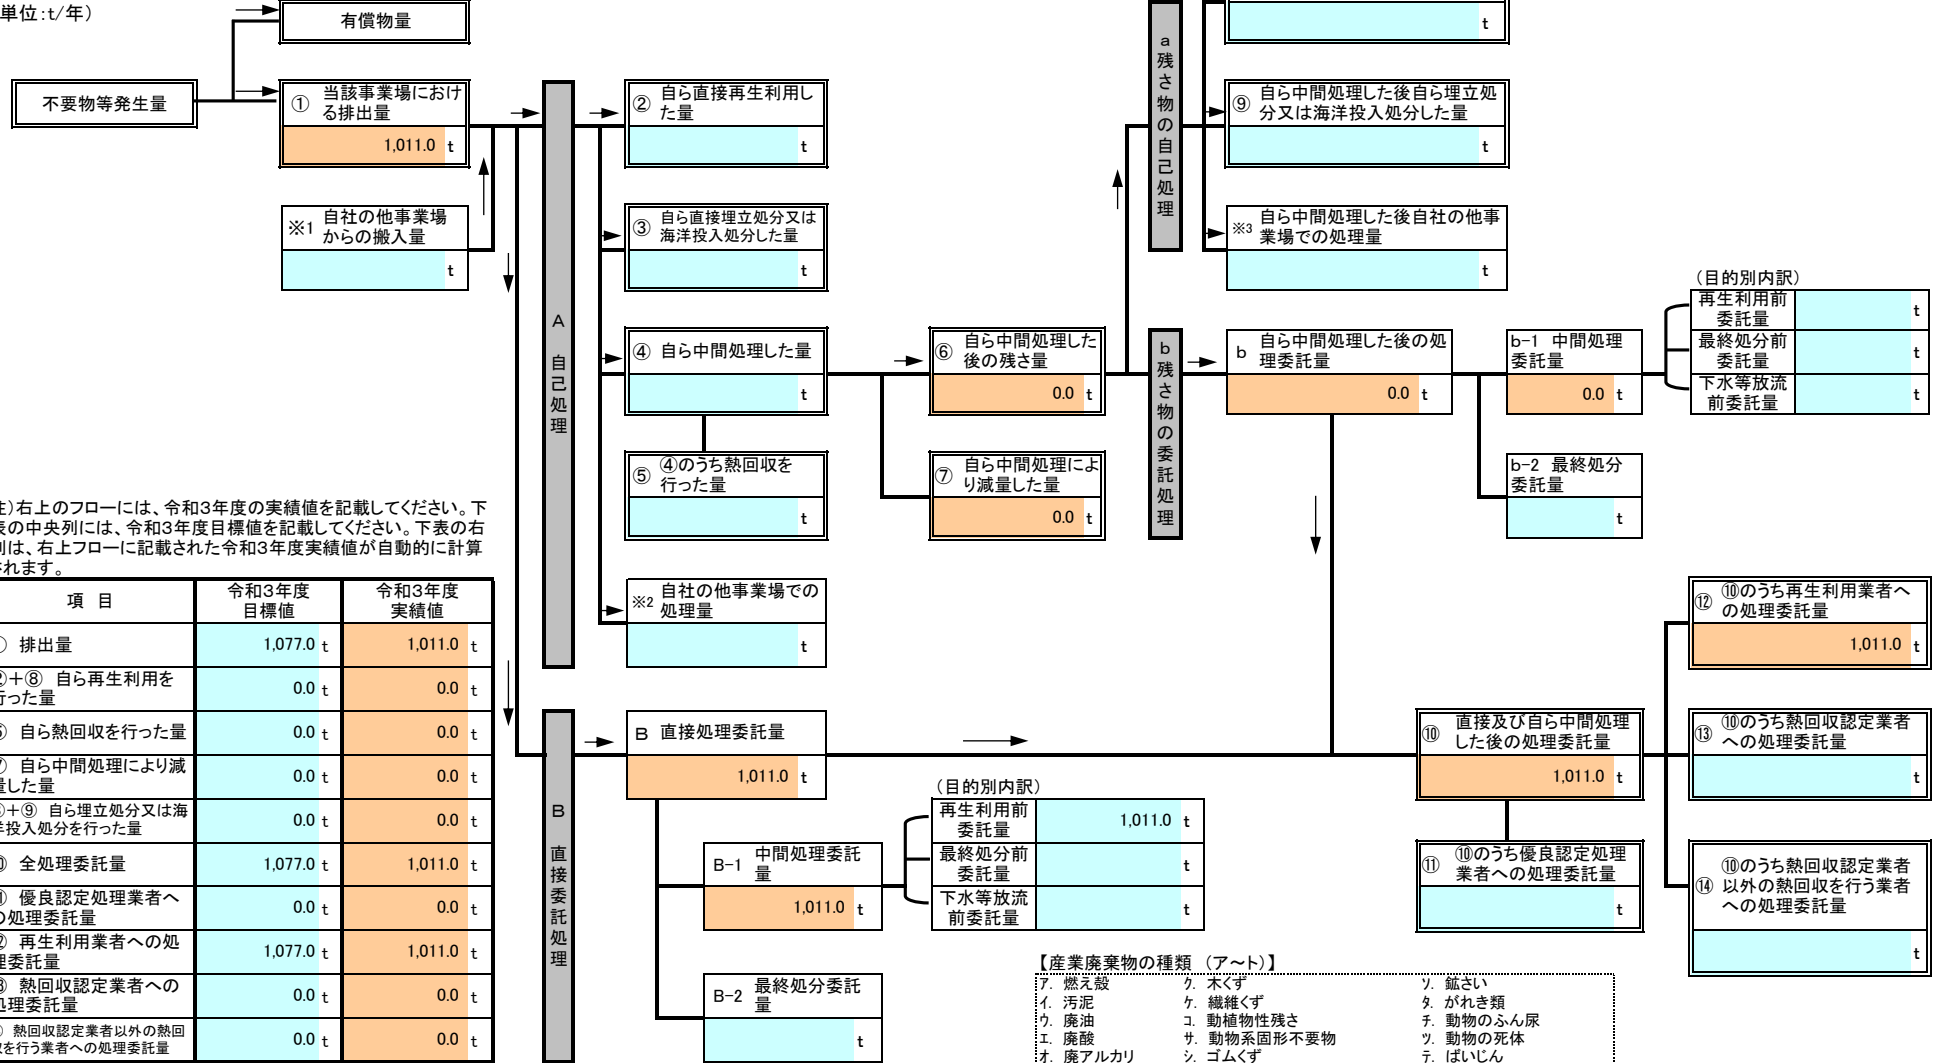 単位:t/年)
有償物量
t
不要物等発生量
① 当該事業場におけ
る排出量
1,011.0 t
※1 自社の他事業場
からの搬入量
t
A 自己処理
② 自ら直接再生利用し
た量
t
③ 自ら直接埋立処分又は
海洋投入処分した量
t
④ 自ら中間処理した量
t
⑤ ④のうち熱回収を
行った量
t
※2 自社の他事業場での
処理量
t
⑥ 自ら中間処理した
後の残さ量
0.0 t
⑦ 自ら中間処理によ
り減量した量
0.0 t
a残さ物の自己処理
⑨ 自ら中間処理した後自ら埋立処
分又は海洋投入処分した量
t
※3 自ら中間処理した後自社の他事
業場での処理量
t
b残さ物の委託処理
b 自ら中間処理した後の処
理委託量
0.0 t
b-1 中間処理
委託量
0.0 t
b-2 最終処分
委託量
t
(目的別内訳)
再生利用前
委託量 t
最終処分前
委託量 t
下水等放流
前委託量 t
注)右上のフローには、令和3年度の実績値を記載してください。下
表の中央列には、令和3年度目標値を記載してください。下表の右
列は、右上フローに記載された令和3年度実績値が自動的に計算
されます。
項 目 令和3年度 目標値 令和3年度 実績値
① 排出量 1,077.0 t 1,011.0 t
②+⑧ 自ら再生利用を
行った量 0.0 t 0.0 t
⑤ 自ら熱回収を行った量 0.0 t 0.0 t
⑦ 自ら中間処理により減
量した量 0.0 t 0.0 t
③+⑨ 自ら埋立処分又は海
洋投入処分を行った量 0.0 t 0.0 t
⑩ 全処理委託量 1,077.0 t 1,011.0 t
⑪ 優良認定処理業者へ
の処理委託量 0.0 t 0.0 t
⑫ 再生利用業者への処
理委託量 1,077.0 t 1,011.0 t
⑬ 熱回収認定業者への
処理委託量 0.0 t 0.0 t
⑭ 熱回収認定業者以外の熱回
収を行う業者への処理委託量 0.0 t 0.0 t
B 直接委託処理
B 直接処理委託量
1,011.0 t
B-1 中間処理委託
量
1,011.0 t
B-2 最終処分委託
量
t
(目的別内訳)
再生利用前
委託量 1,011.0 t
最終処分前
委託量 t
下水等放流
前委託量 t
⑩ 直接及び自ら中間処理
した後の処理委託量
1,011.0 t
⑪ ⑩のうち優良認定処理
業者への処理委託量
t
⑫ ⑩のうち再生利用業者へ
の処理委託量
1,011.0 t
⑬ ⑩のうち熱回収認定業者
への処理委託量
t
⑭ ⑩のうち熱回収認定業者
以外の熱回収を行う業者
への処理委託量
t
【産業廃棄物の種類 (ア~ト)】
ア. 燃え殻 ク. 木くず ソ. 鉱さい
イ. 汚泥 ケ. 繊維くず タ. がれき類
ウ. 廃油 コ. 動植物性残さ チ. 動物のふん尿
エ. 廃酸 サ. 動物系固形不要物 ツ. 動物の死体
オ. 廃アルカリ シ. ゴムくず テ. ばいじん